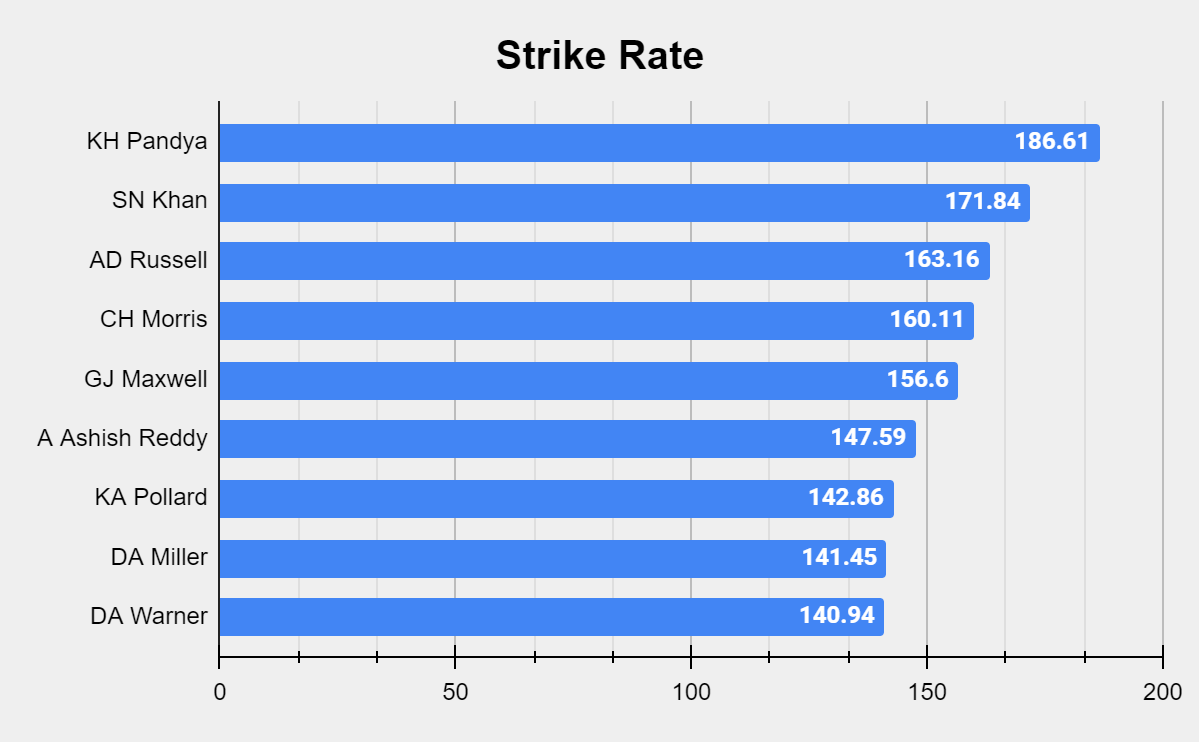 Strike Rate
KH Pandya 186.61
SN Khan 171.84
AD Russell 163.16
CH Morris 160.11
GJ Maxwell 156.6
A Ashish Reddy 147.59
KA Pollard 142.86
DA Miller 141.45
DA Warner 140.94
0 50 100 150 200